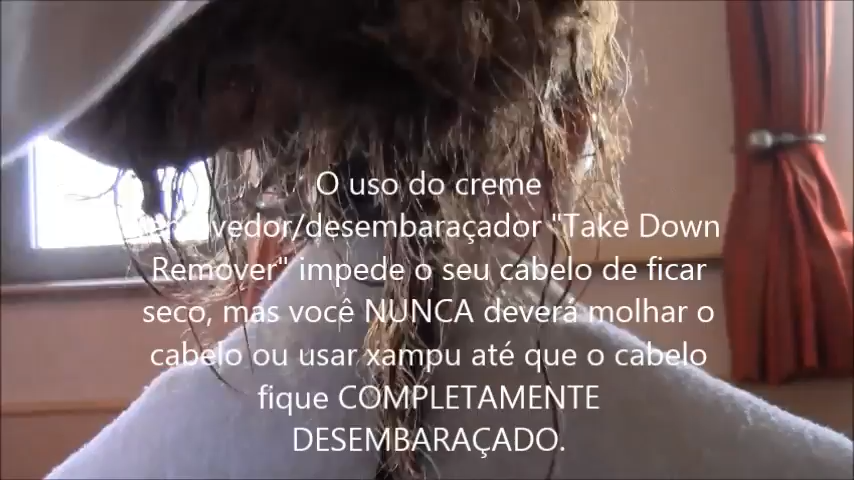 O uso do creme
removedor/desembaraçador "Take Down
Remover" impede o seu cabelo de ficar
seco, mas você NUNCA deverá molhar o
cabelo ou usar xampu até que o cabelo
fique COMPLETAMENTE
DESEMBARAÇADO.